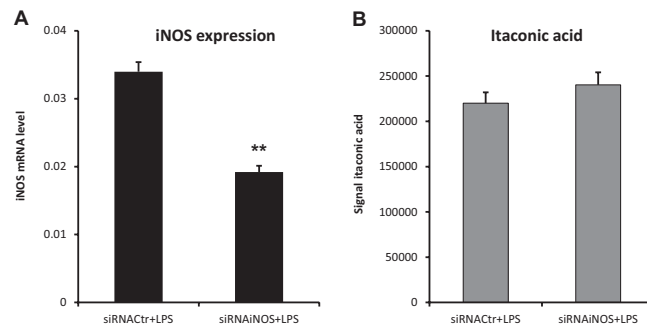 A
iNOS expression
iNOS mRNA level
0.04
0.03
0.02
0.01
0
**
siRNACtr+LPS
siRNAiNOS+LPS
B
Itaconic acid
Signal itaconic acid
300000
250000
200000
150000
100000
50000
0
siRNACtr+LPS
siRNAiNOS+LPS